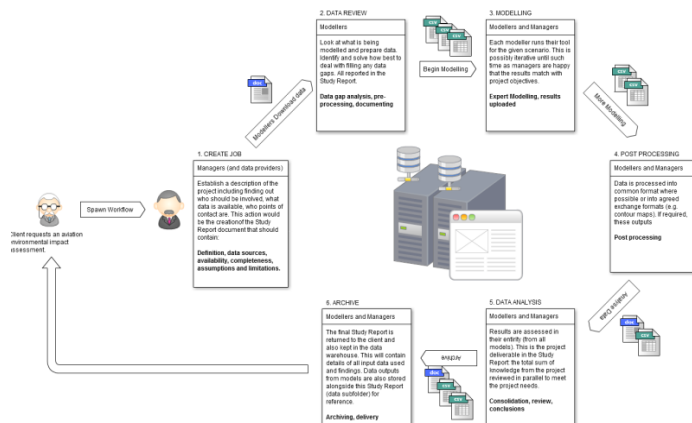 2. DATA REVIEW
Modellers
Look at what is being
modelled and prepare data.
Identify and solve how best to
deal with filling any data
gaps. All reported in the
Study Report.
Data gap analysis, pre-
processing, documenting
csv
csv
csv
Begin Modelling
3. MODELLING
Modellers and Managers
Each modeller runs their tool
for the given scenario. This is
possibly iterative until such
time as managers are happy
that the results match with
project objectives.
Expert Modelling, results
uploaded
csv
csv
More Modelling
doc
Modellers Download data
1. CREATE JOB
Managers (and data providers)
Establish a description of the
project including finding out
who should be involved, what
data is available, who points of
contact are. This action would
be the creation of the Study
Report document that should
contain:
Definition, data sources,
availability, completeness,
assumptions and limitations.
Spawn Workflow
Client requests an aviation
environmental impact
assessment.
4. POST PROCESSING
Modellers and Managers
Data is processed into
common format where
possible or into agreed
exchange formats (e.g.
contour maps). If required,
these outputs
Post processing
Analyse Data
doc
csv
5. DATA ANALYSIS
Modellers and Managers
Results are assessed in
their entity (from all
models). This is the project
deliverable in the Study
Report: the total sum of
knowledge from the project
reviewed in parallel to meet
the project needs.
Consolidation, review,
conclusions
Archive
doc
csv
csv
6. ARCHIVE
Modellers and Managers
The final Study Report is
returned to the client and
also kept in the data
warehouse. This will contain
details of all input data used
and findings. Data outputs
from models are also stored
alongside this Study Report
(data subfolder) for
reference.
Archiving, delivery